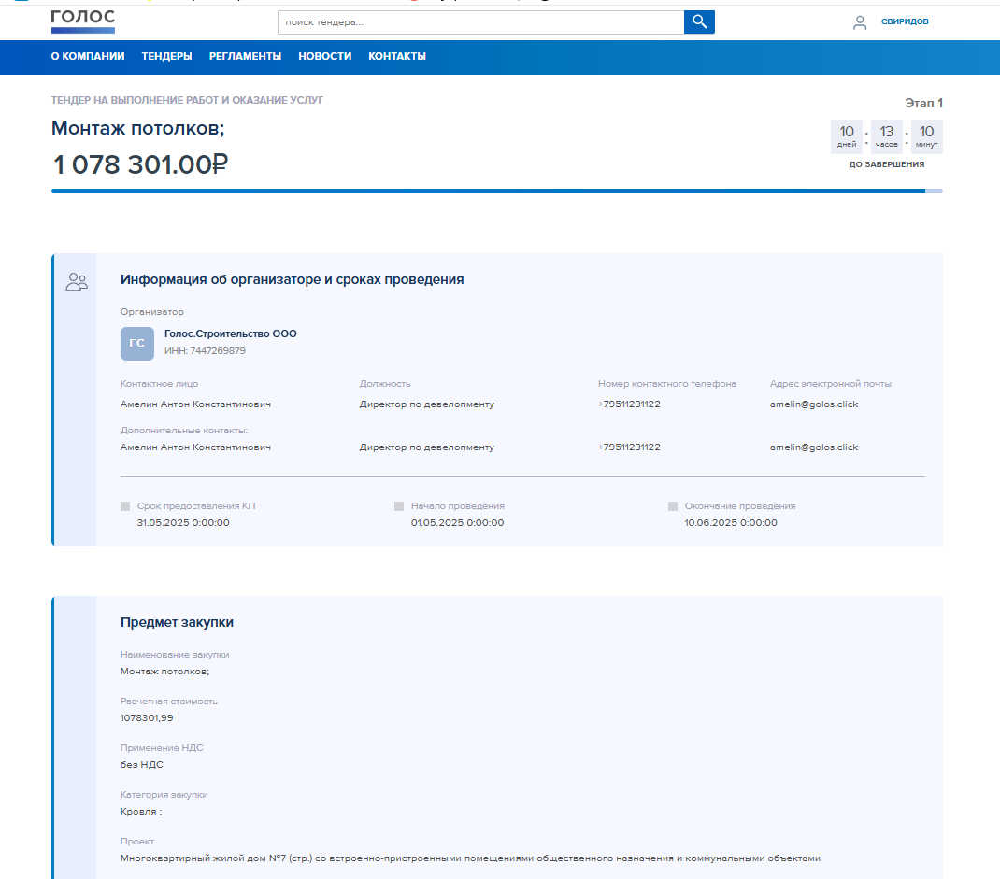 ГОЛОС
поиск тендера...
СВИРИДОВ
О КОМПАНИИ ТЕНДЕРЫ РЕГЛАМЕНТЫ НОВОСТИ КОНТАКТЫ
ТЕНДЕР НА ВЫПОЛНЕНИЕ РАБОТ И ОКАЗАНИЕ УСЛУГ
Этап 1
Монтаж потолков;
10 : 13 : 10
дней часов минут
1 078 301.00₽
ДО ЗАВЕРШЕНИЯ
Информация об организаторе и сроках проведения
Организатор
ГС
Голос.Строительство ООО
ИНН: 7447269879
Контактное лицо Должность Номер контактного телефона Адрес электронной почты
Амелин Антон Константинович Директор по девелопменту +79511231122 amelin@golos.click
Дополнительные контакты:
Амелин Антон Константинович Директор по девелопменту +79511231122 amelin@golos.click
Срок предоставления КП Начало проведения Окончание проведения
31.05.2025 0:00:00 01.05.2025 0:00:00 10.06.2025 0:00:00
Предмет закупки
Наименование закупки
Монтаж потолков;
Расчетная стоимость
1078301,99
Применение НДС
без НДС
Категория закупки
Кровля ;
Проект
Многоквартирный жилой дом №7 (стр.) со встроенно-пристроенными помещениями общественного назначения и коммунальными объектами